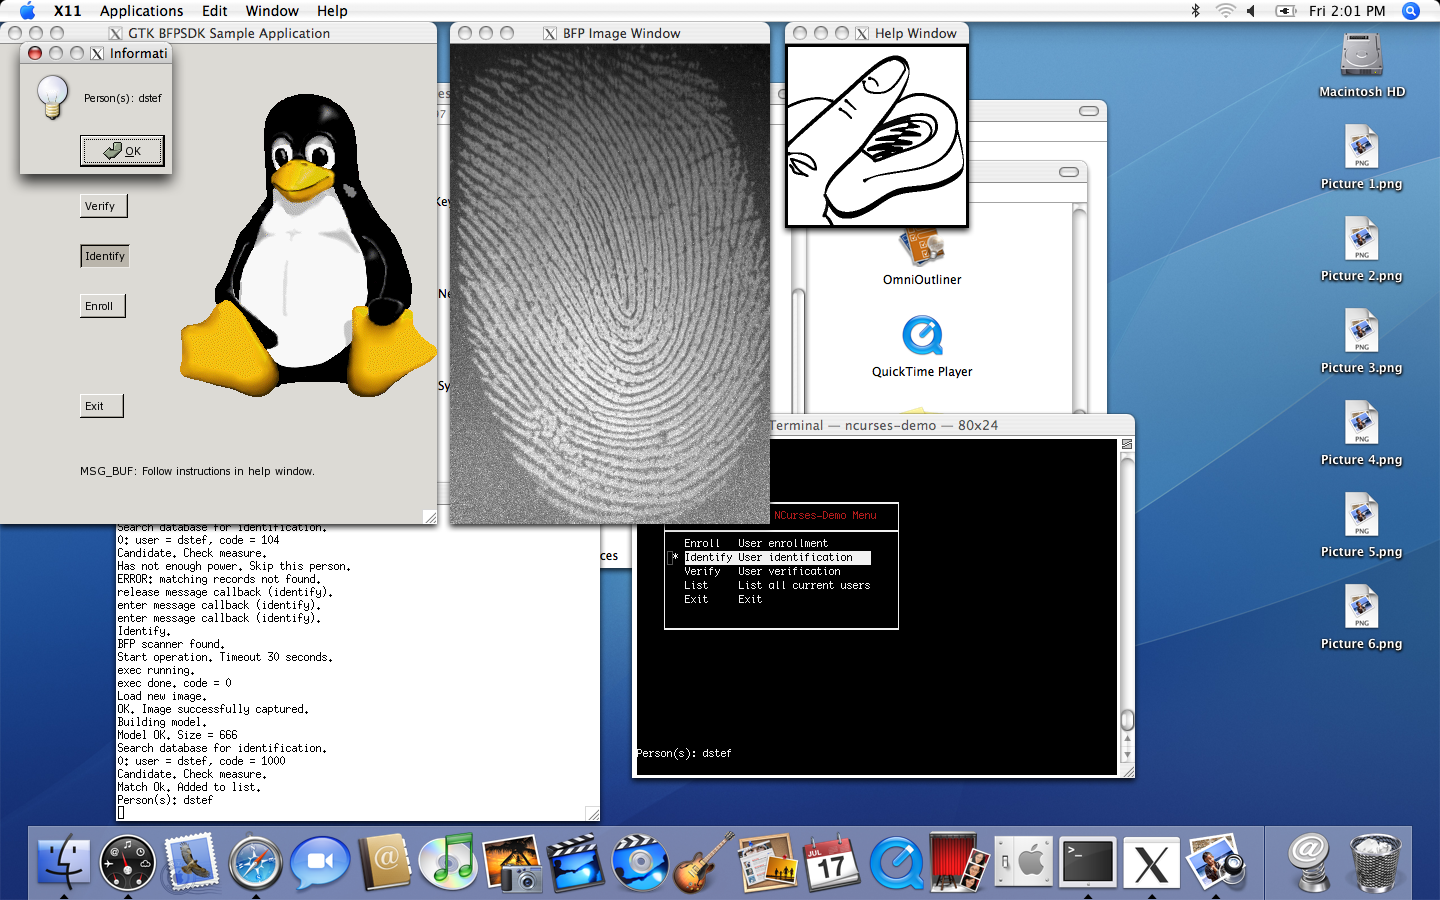 X11 Applications Edit Window Help
Fri 2:01 PM
GTK BFPSDK Sample Application
Informati
Person(s): dstef
OK
Verify
Identify
Enroll
Exit
MSG_BUF: Follow instructions in help window.
BFP Image Window
Help Window
OmniOutliner
QuickTime Player
Macintosh HD
PNG
Picture 1.png
PNG
Picture 2.png
PNG
Picture 3.png
PNG
Picture 4.png
PNG
Picture 5.png
PNG
Picture 6.png
Terminal — ncurses-demo — 80x24
NCurses-Demo Menu
Enroll User enrollment
* Identify User identification
Verify User verification
List List all current users
Exit Exit
Person(s): dstef
Search database for identification.
0: user = dstef, code = 104
Candidate. Check measure.
Has not enough power. Skip this person.
ERROR: matching records not found.
release message callback (identify).
enter message callback (identify).
enter message callback (identify).
Identify.
BFP scanner found.
Start operation. Timeout 30 seconds.
exec running.
exec done. code = 0
Load new image.
OK. Image successfully captured.
Building model.
Model OK. Size = 666
Search database for identification.
0: user = dstef, code = 1000
Candidate. Check measure.
Match Ok. Added to list.
Person(s): dstef
JUL
17